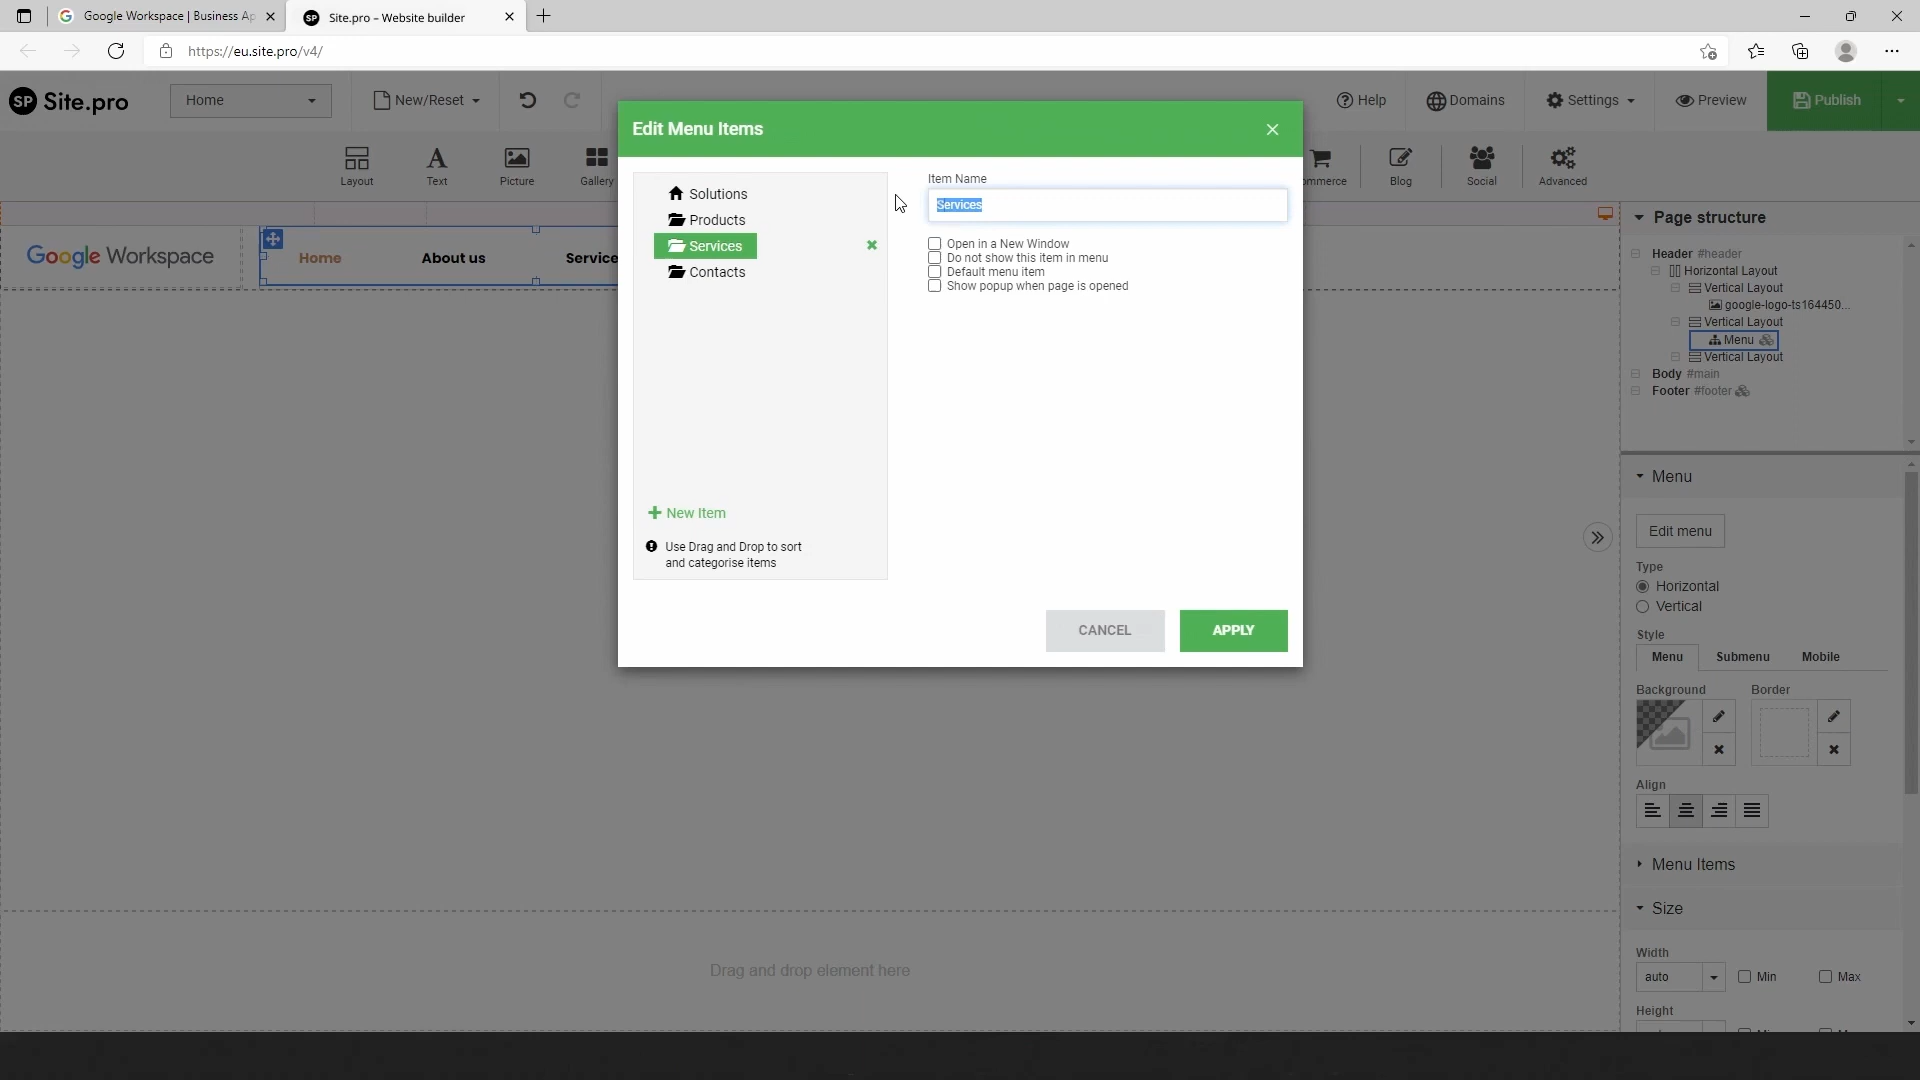 Google Workspace | Business Ap
Site.pro – Website builder
https://eu.site.pro/v4/
SP Site.pro
Home
New/Reset
Help
Domains
Settings
Preview
Publish
Layout
Text
Picture
Gallery
ommerce
Blog
Social
Advanced
Google Workspace
Home
About us
Service
Edit Menu Items
Solutions
Products
Services
Contacts
New Item
Use Drag and Drop to sort
and categorise items
Item Name
Services
Open in a New Window
Do not show this item in menu
Default menu item
Show popup when page is opened
CANCEL
APPLY
Drag and drop element here
Page structure
Header #header
Horizontal Layout
Vertical Layout
google-logo-ts164450...
Vertical Layout
Menu
Vertical Layout
Body #main
Footer #footer
Menu
Edit menu
Type
Horizontal
Vertical
Style
Menu Submenu Mobile
Background Border
Align
Menu Items
Size
Width
auto Min Max
Height